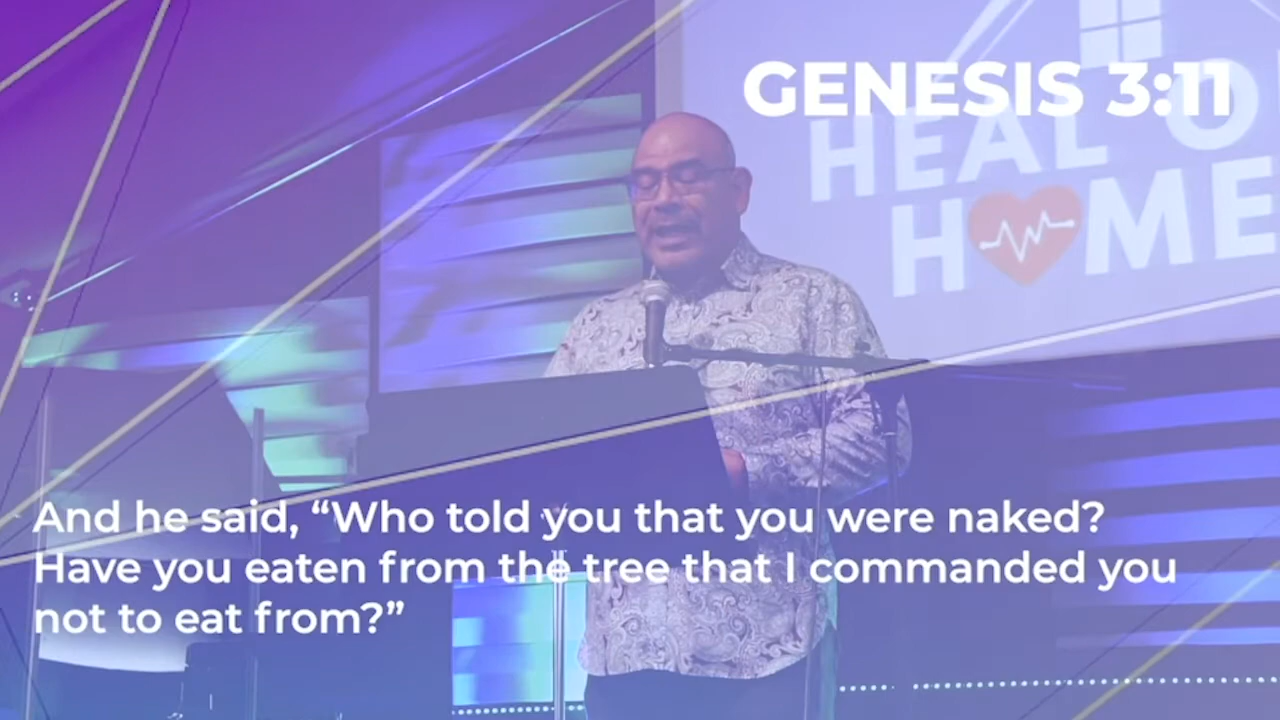 GENESIS 3:11
HEAL O
HOME
And he said, “Who told you that you were naked?
Have you eaten from the tree that I commanded you
not to eat from?”